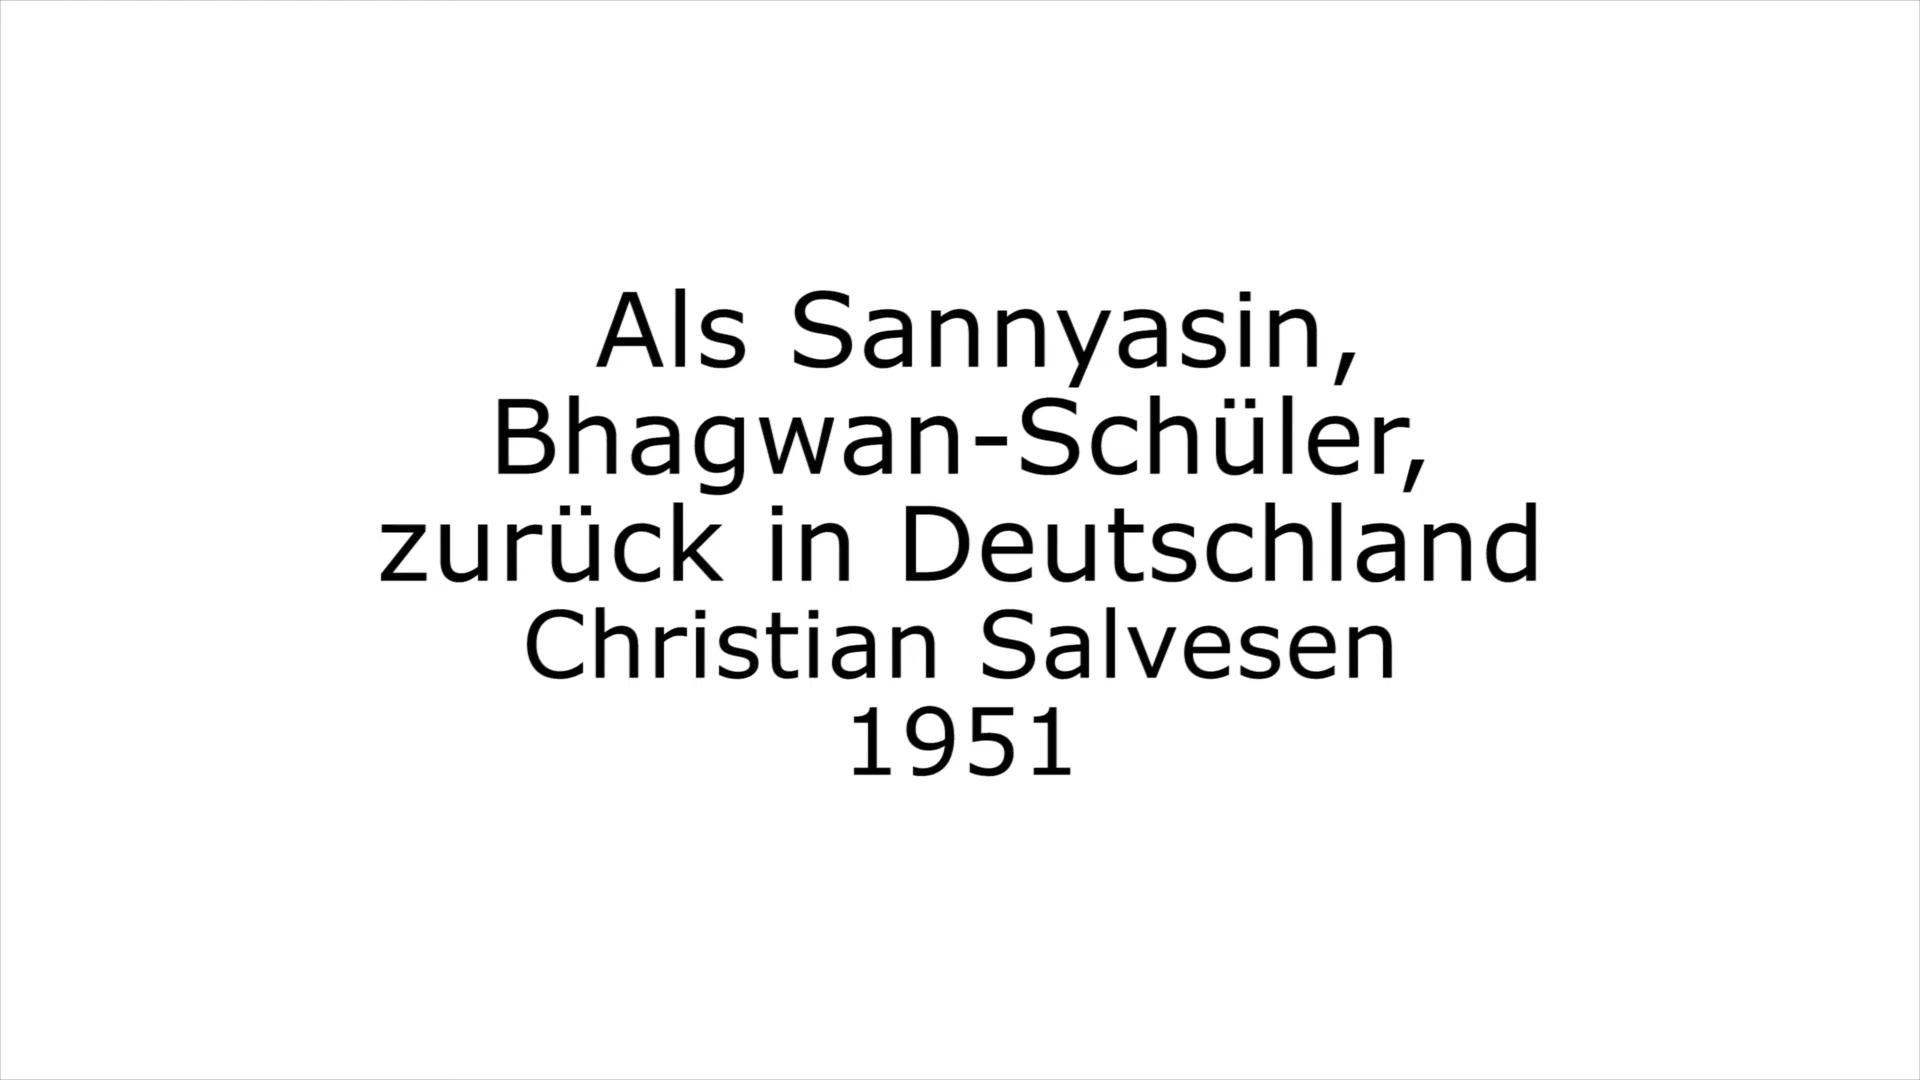 Als Sannyasin,
Bhagwan-Schüler,
zurück in Deutschland
Christian Salvesen
1951